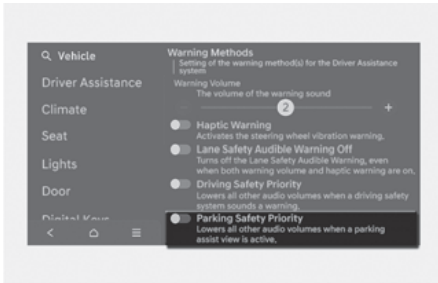 Vehicle
Driver Assistance
Climate
Seat
Lights
Door
Digital Keys
Warning Methods
Setting of the warning method(s) for the Driver Assistance
system
Warning Volume
The volume of the warning sound
2
Haptic Warning
Activates the steering wheel vibration warning.
Lane Safety Audible Warning Off
Turns off the Lane Safety Audible Warning, even
when both warning volume and haptic warning are on.
Driving Safety Priority
Lowers all other audio volumes when a driving safety
system sounds a warning.
Parking Safety Priority
Lowers all other audio volumes when a parking
assist view is active.